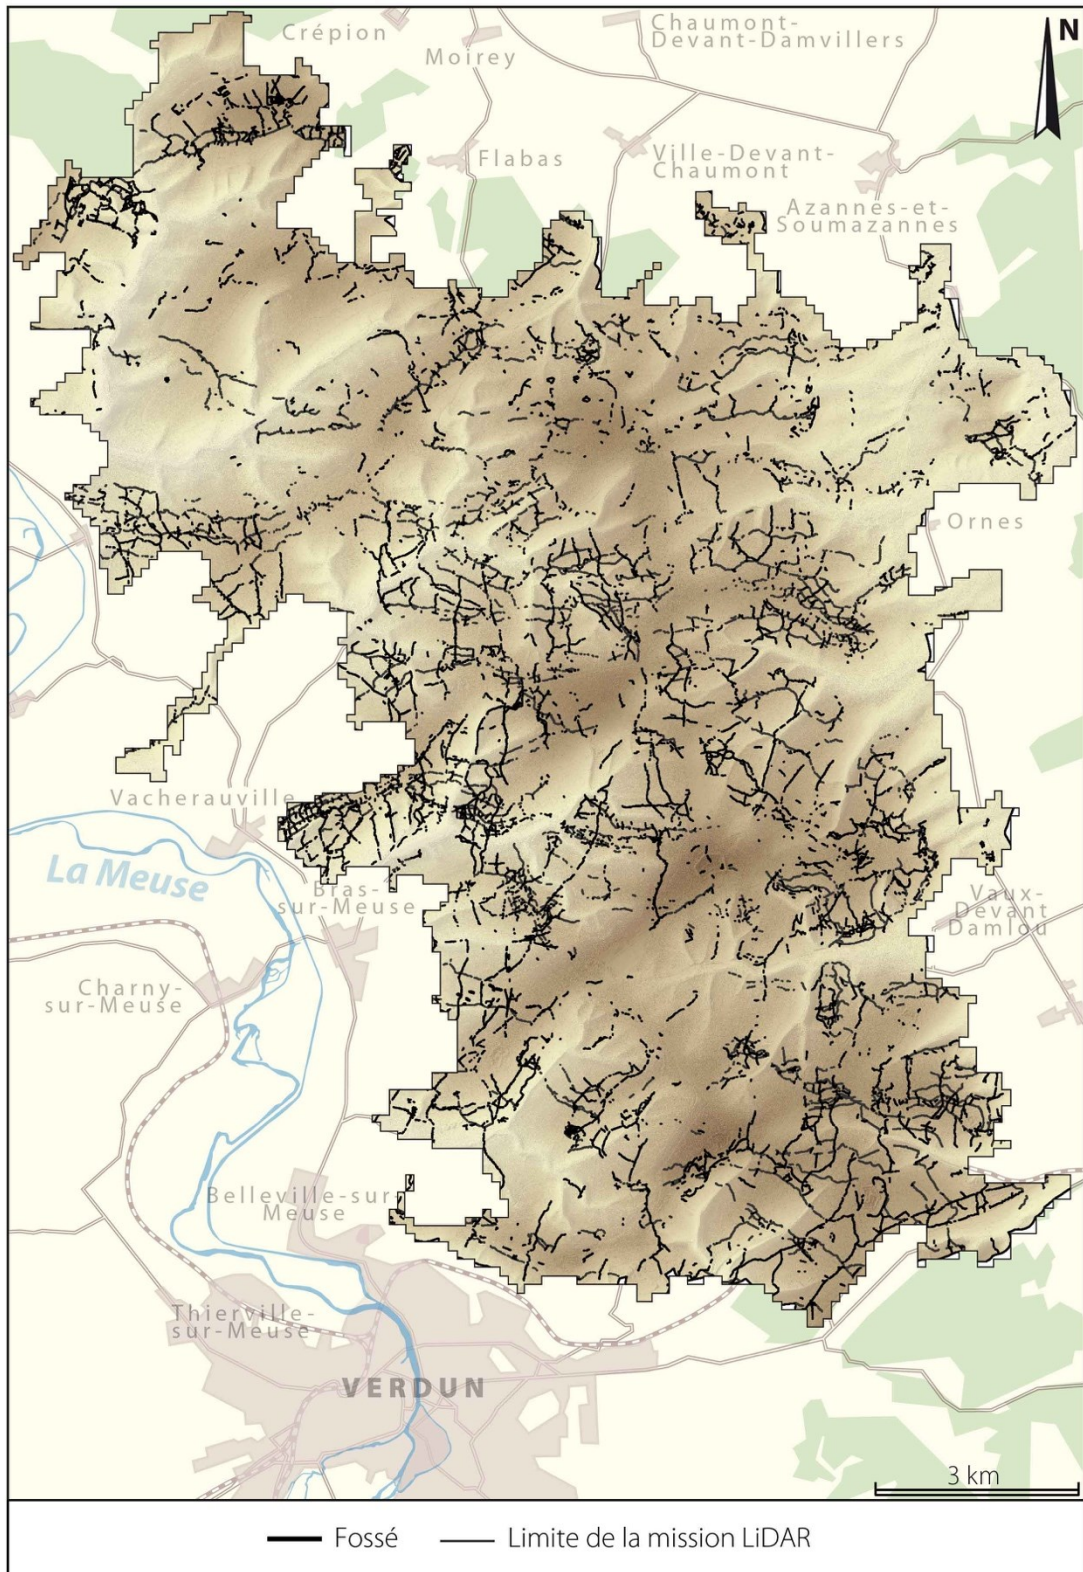 Crépion
Moirey
Chaumont-
Devant-Damvillers
N
Flabas
Ville-Devant-
Chaumont
Azannes-et-
Soumazannes
Ornes
Vacherauville
La Meuse
Bras-
sur-Meuse
Vaux-
Devant
Damlou
Charny-
sur-Meuse
Belleville-sur-
Meuse
Thierville-
sur-Meuse
VERDUN
3 km
Fossé
Limite de la mission LiDAR